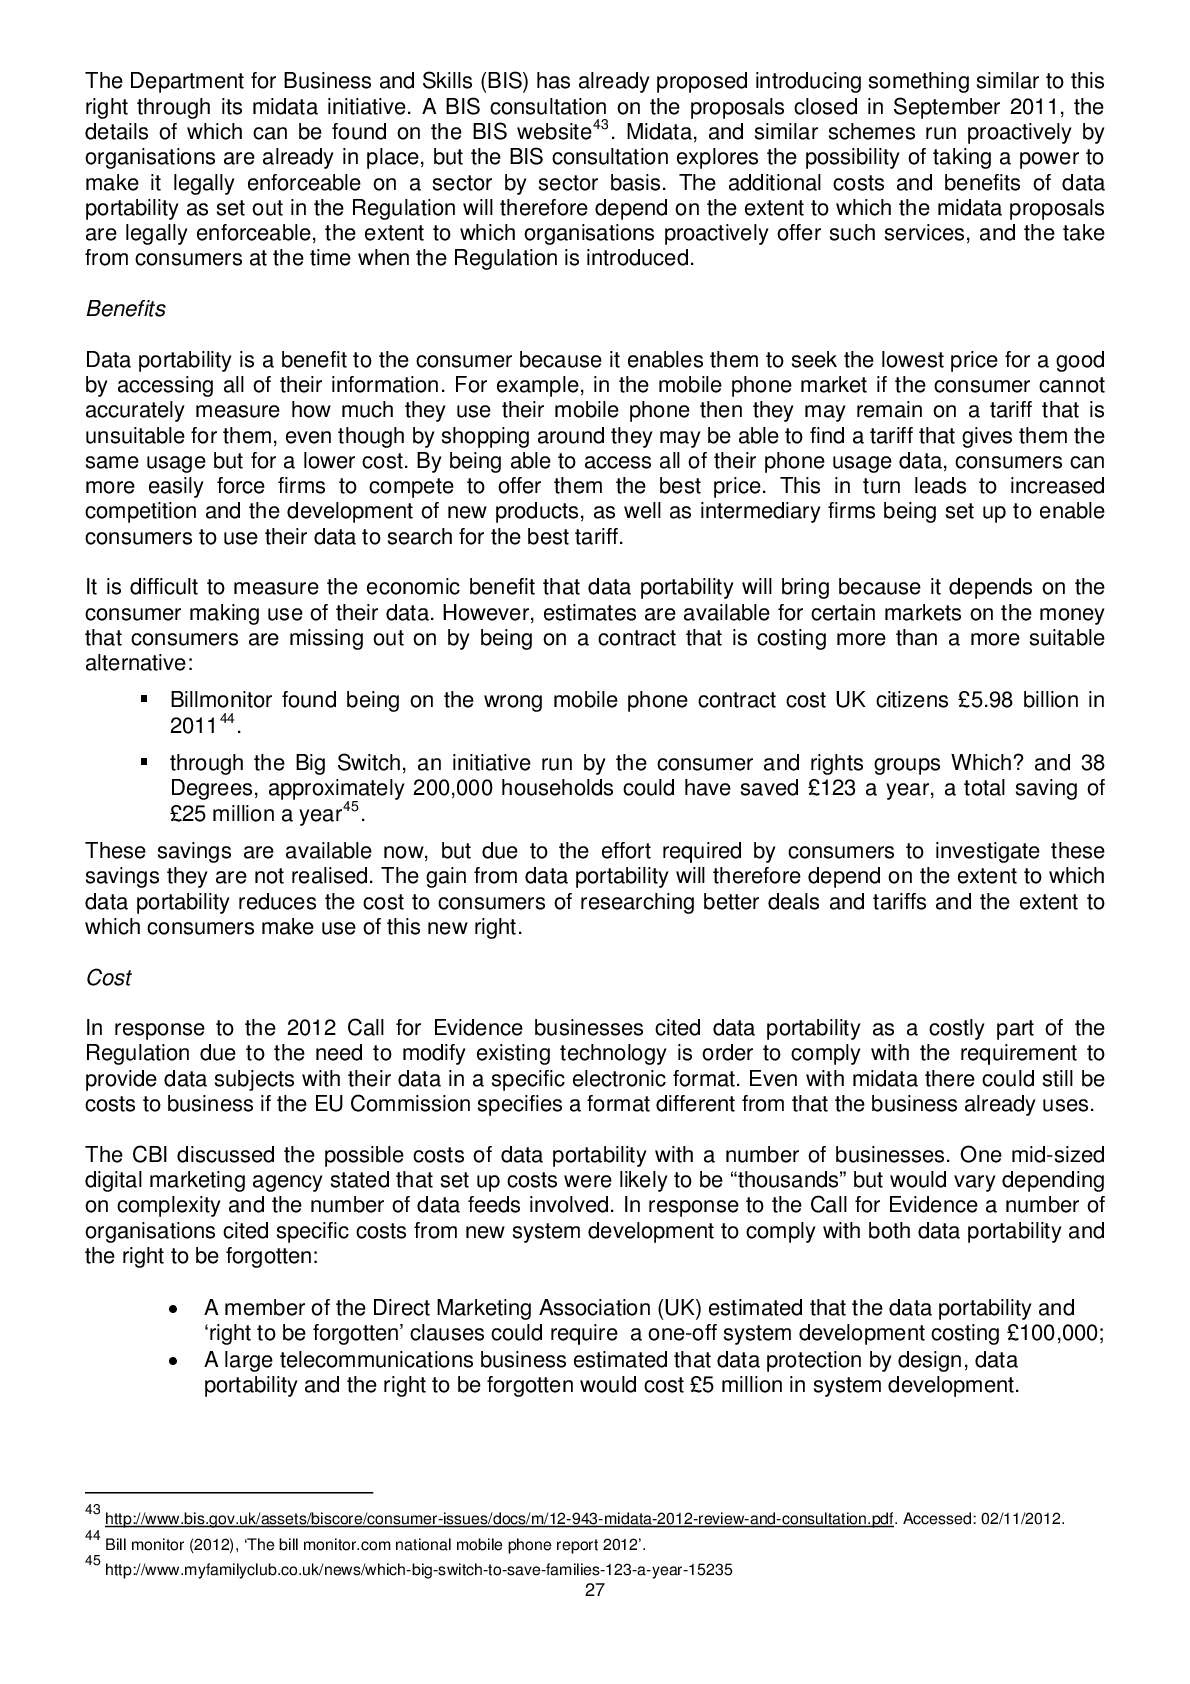 The Department for Business and Skills (BIS) has already proposed introducing something similar to this
right through its midata initiative. A BIS consultation on the proposals closed in September 2011, the
details of which can be found on the BIS website43. Midata, and similar schemes run proactively by
organisations are already in place, but the BIS consultation explores the possibility of taking a power to
make it legally enforceable on a sector by sector basis. The additional costs and benefits of data
portability as set out in the Regulation will therefore depend on the extent to which the midata proposals
are legally enforceable, the extent to which organisations proactively offer such services, and the take
from consumers at the time when the Regulation is introduced.
Benefits
Data portability is a benefit to the consumer because it enables them to seek the lowest price for a good
by accessing all of their information. For example, in the mobile phone market if the consumer cannot
accurately measure how much they use their mobile phone then they may remain on a tariff that is
unsuitable for them, even though by shopping around they may be able to find a tariff that gives them the
same usage but for a lower cost. By being able to access all of their phone usage data, consumers can
more easily force firms to compete to offer them the best price. This in turn leads to increased
competition and the development of new products, as well as intermediary firms being set up to enable
consumers to use their data to search for the best tariff.
It is difficult to measure the economic benefit that data portability will bring because it depends on the
consumer making use of their data. However, estimates are available for certain markets on the money
that consumers are missing out on by being on a contract that is costing more than a more suitable
alternative:
▪ Billmonitor found being on the wrong mobile phone contract cost UK citizens £5.98 billion in
201144.
▪ through the Big Switch, an initiative run by the consumer and rights groups Which? and 38
Degrees, approximately 200,000 households could have saved £123 a year, a total saving of
£25 million a year45.
These savings are available now, but due to the effort required by consumers to investigate these
savings they are not realised. The gain from data portability will therefore depend on the extent to which
data portability reduces the cost to consumers of researching better deals and tariffs and the extent to
which consumers make use of this new right.
Cost
In response to the 2012 Call for Evidence businesses cited data portability as a costly part of the
Regulation due to the need to modify existing technology is order to comply with the requirement to
provide data subjects with their data in a specific electronic format. Even with midata there could still be
costs to business if the EU Commission specifies a format different from that the business already uses.
The CBI discussed the possible costs of data portability with a number of businesses. One mid-sized
digital marketing agency stated that set up costs were likely to be “thousands” but would vary depending
on complexity and the number of data feeds involved. In response to the Call for Evidence a number of
organisations cited specific costs from new system development to comply with both data portability and
the right to be forgotten:
• A member of the Direct Marketing Association (UK) estimated that the data portability and
‘right to be forgotten’ clauses could require a one-off system development costing £100,000;
• A large telecommunications business estimated that data protection by design, data
portability and the right to be forgotten would cost £5 million in system development.
43 http://www.bis.gov.uk/assets/biscore/consumer-issues/docs/m/12-943-midata-2012-review-and-consultation.pdf. Accessed: 02/11/2012.
44 Bill monitor (2012), ‘The bill monitor.com national mobile phone report 2012’.
45 http://www.myfamilyclub.co.uk/news/which-big-switch-to-save-families-123-a-year-15235
27